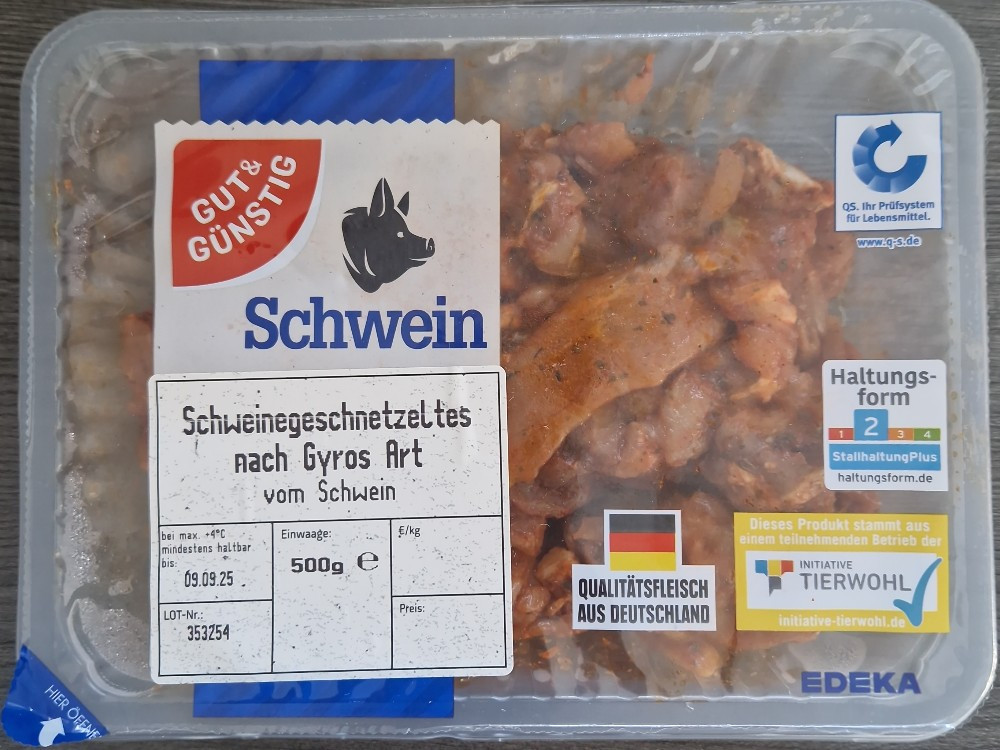 GUT&
GÜNSTIG
Schwein
Schweinegeschnetzeltes
nach Gyros Art
vom Schwein
bei max. +4°C
mindestens haltbar
bis:
09.09.25
Einwaage:
500g ℮
€/kg
LOT-Nr.:
353254
Preis:
QS. Ihr Prüfsystem
für Lebensmittel.
www.q-s.de
Haltungs-
form
1 2 3 4
StallhaltungPlus
haltungsform.de
QUALITÄTSFLEISCH
AUS DEUTSCHLAND
Dieses Produkt stammt aus
einem teilnehmenden Betrieb der
INITIATIVE
TIERWOHL
initiative-tierwohl.de
EDEKA
HIER ÖFFNE